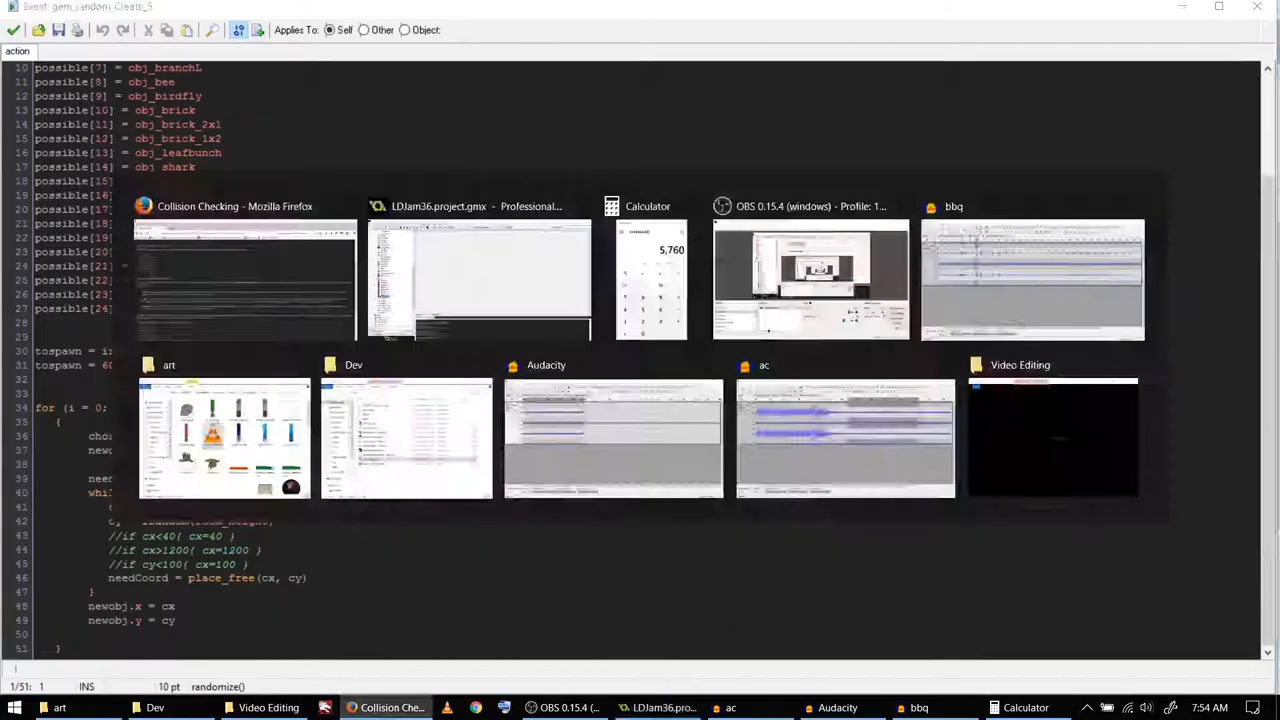 Event: gem_random: Create_5
Applies To: Self Other Object:
action
10 possible[7] = obj_branchL
11 possible[8] = obj_bee
12 possible[9] = obj_birdfly
13 possible[10] = obj_brick
14 possible[11] = obj_brick_2x1
15 possible[12] = obj_brick_1x2
16 possible[13] = obj_leafbunch
17 possible[14] = obj_shark
18 possible[15]
19 possible[16]
20 possible[17]
21 possible[18]
22 possible[19]
23 possible[20]
24 possible[21]
25 possible[22]
26 possible[23]
27 possible[24]
28
29
30 tospawn = i
31 tospawn = 60
32
33
34 for (i = 0;
35 {
36 cho
37 new
38
39 need
40 whi
41
42
43 //if cx<40{ cx=40 }
44 //if cx>1200{ cx=1200 }
45 //if cy<100{ cx=100 }
46 needCoord = place_free(cx, cy)
47 }
48 newobj.x = cx
49 newobj.y = cy
50
51 }
Collision Checking - Mozilla Firefox
LDJam36.project.gmx - Professional...
Calculator
OBS 0.15.4 (windows) - Profile: 1...
bbq
5,760
art
Dev
Audacity
ac
Video Editing
1/51: 1 INS 10 pt randomize()
art Dev Video Editing Collision Che... OBS 0.15.4 (... LDJam36.pro... ac Audacity bbq Calculator 7:54 AM